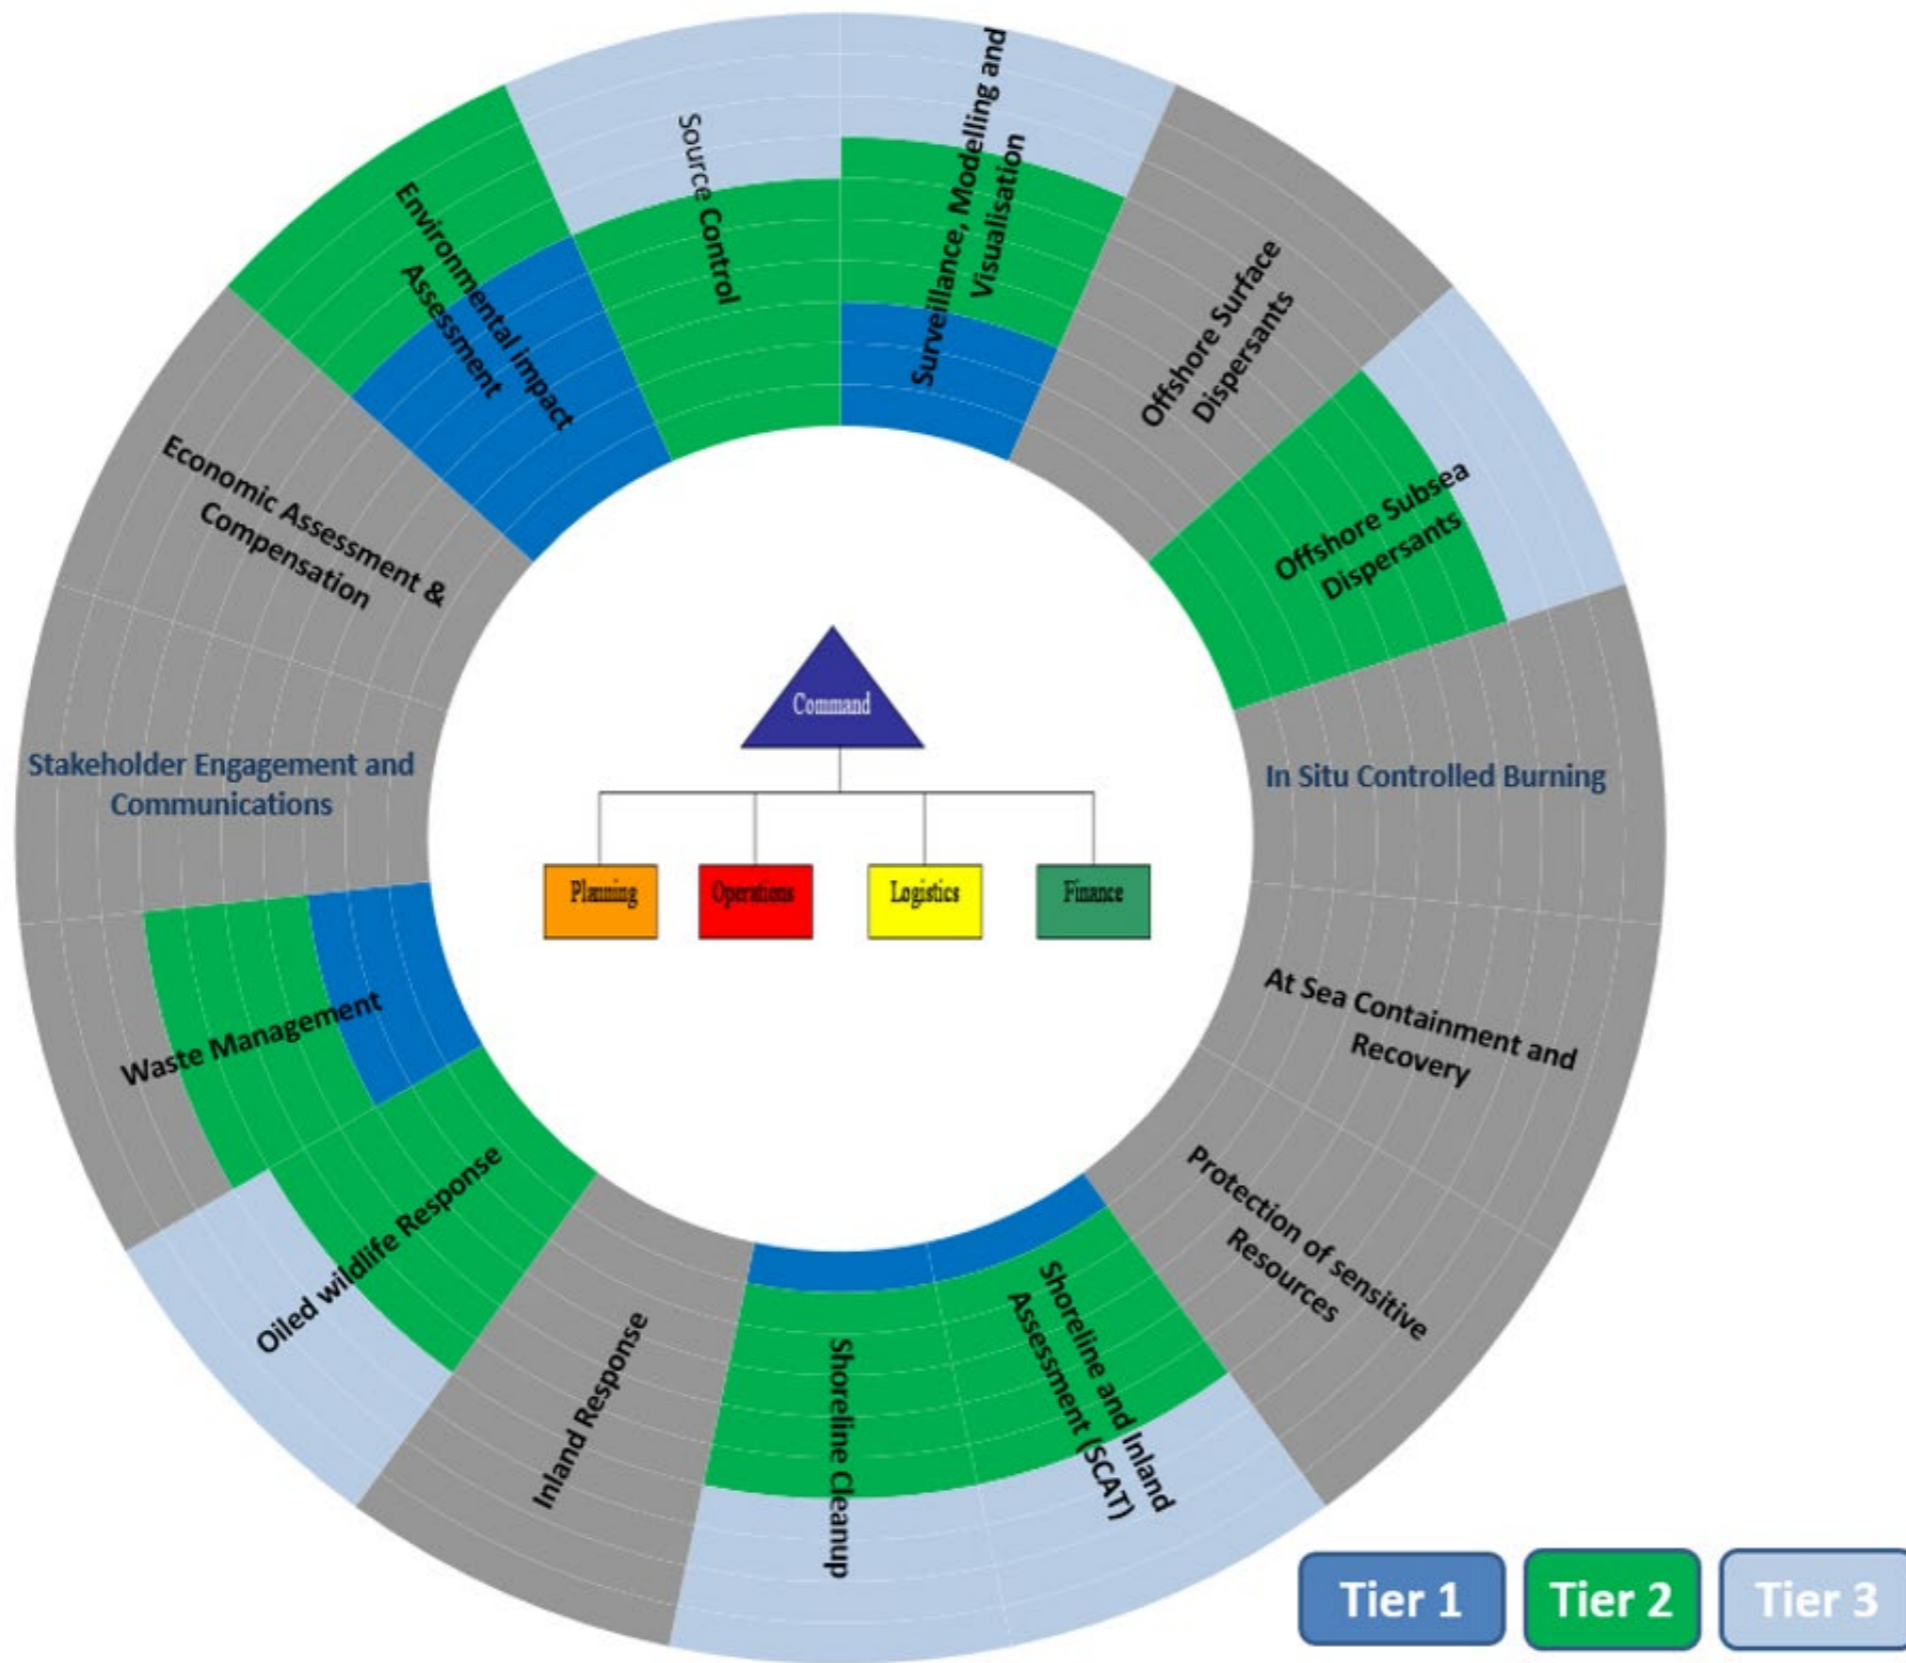 Surveillance, Modelling and
Visualisation
Offshore Surface
Dispersants
Offshore Subsea
Dispersants
In Situ Controlled Burning
At Sea Containment and
Recovery
Protection of sensitive
Resources
Shoreline and Inland
Assessment (SCAT)
Shoreline Cleanup
Inland Response
Oiled wildlife Response
Waste Management
Stakeholder Engagement and
Communications
Economic Assessment &
Compensation
Environmental impact
Assessment
Source Control
Command
Planning
Operations
Logistics
Finance
Tier 1
Tier 2
Tier 3